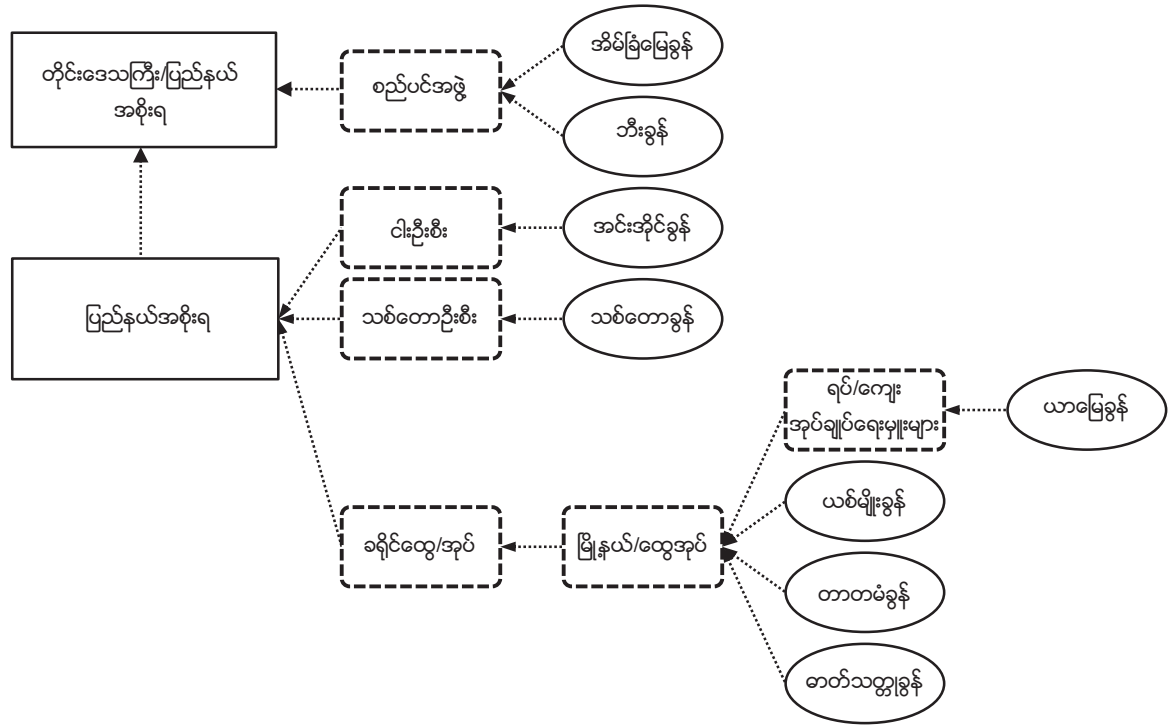 တိုင်းဒေသကြီး/ပြည်နယ်
အစိုးရ
စည်ပင်အဖွဲ့
အိမ်ခြံမြေခွန်
ဘီးခွန်
ငါးဦးစီး
အင်းအိုင်ခွန်
ပြည်နယ်အစိုးရ
သစ်တောဦးစီး
သစ်တောခွန်
ရပ်/ကျေး
အုပ်ချုပ်ရေးမှူးများ
ယာမြေခွန်
ယစ်မျိုးခွန်
ခရိုင်ထွေ/အုပ်
မြို့နယ်/ထွေအုပ်
တာတမံခွန်
ဓာတ်သတ္တုခွန်